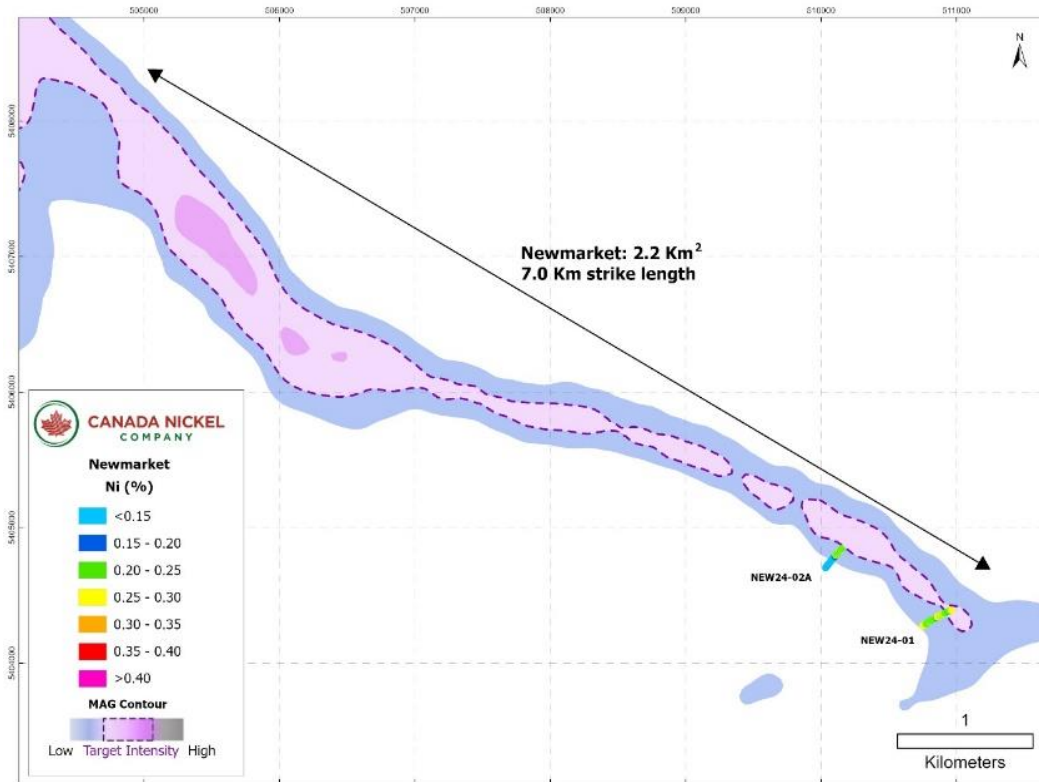 505000
506000
507000
508000
509000
510000
511000
N
5408000
5407000
5406000
5405000
5404000
Newmarket: 2.2 Km²
7.0 Km strike length
NEW24-02A
NEW24-01
CANADA NICKEL
COMPANY
Newmarket
Ni (%)
<0.15
0.15 - 0.20
0.20 - 0.25
0.25 - 0.30
0.30 - 0.35
0.35 - 0.40
>0.40
MAG Contour
Low Target Intensity High
1
Kilometers